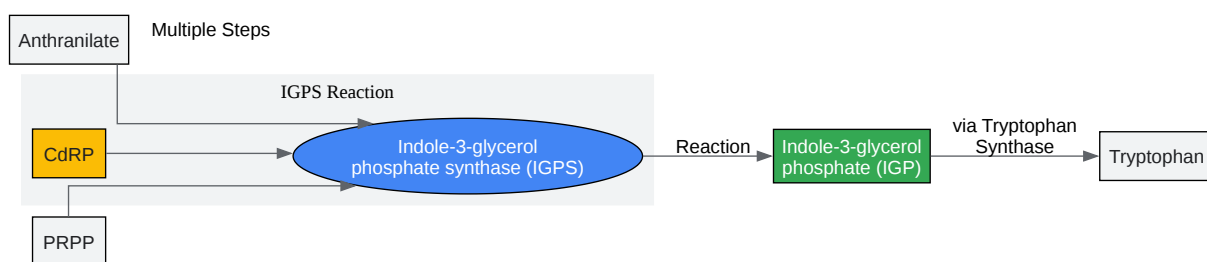 Anthranilate
Multiple Steps
IGPS Reaction
CdRP
Indole-3-glycerol
phosphate synthase (IGPS)
Reaction
Indole-3-glycerol
phosphate (IGP)
via Tryptophan
Synthase
Tryptophan
PRPP